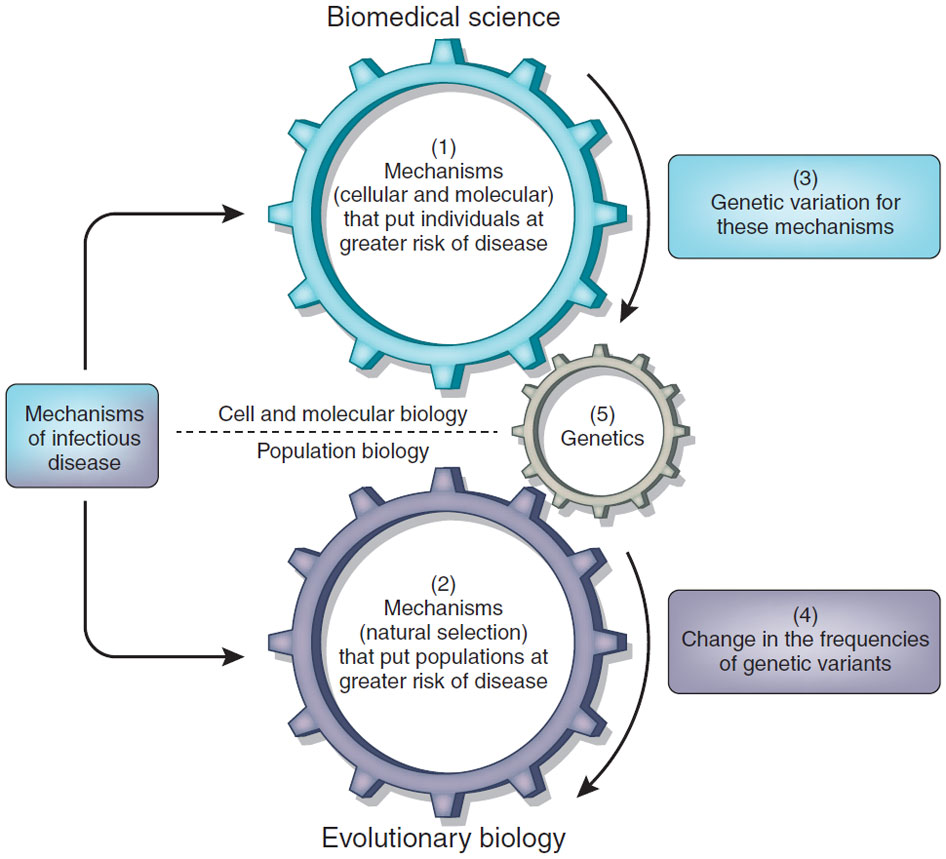 Biomedical science
(1)
Mechanisms
(cellular and molecular)
that put individuals at
greater risk of disease
(3)
Genetic variation for
these mechanisms
Mechanisms
of infectious
disease
Cell and molecular biology
Population biology
(5)
Genetics
(2)
Mechanisms
(natural selection)
that put populations at
greater risk of disease
(4)
Change in the frequencies
of genetic variants
Evolutionary biology